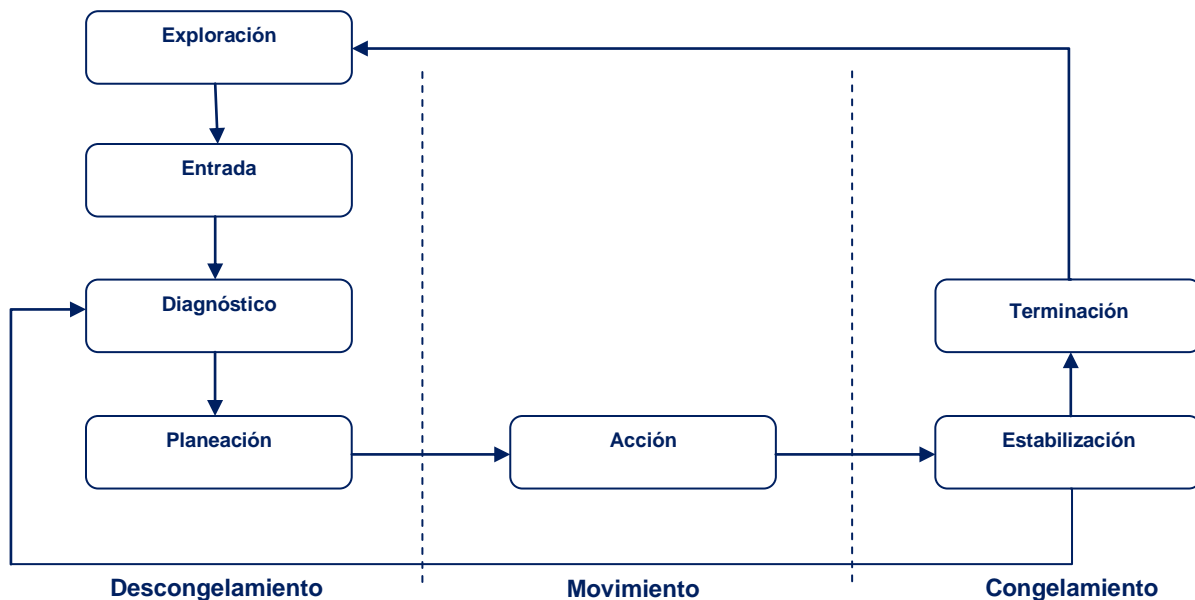 Exploración
Entrada
Diagnóstico
Terminación
Planeación
Acción
Estabilización
Descongelamiento
Movimiento
Congelamiento